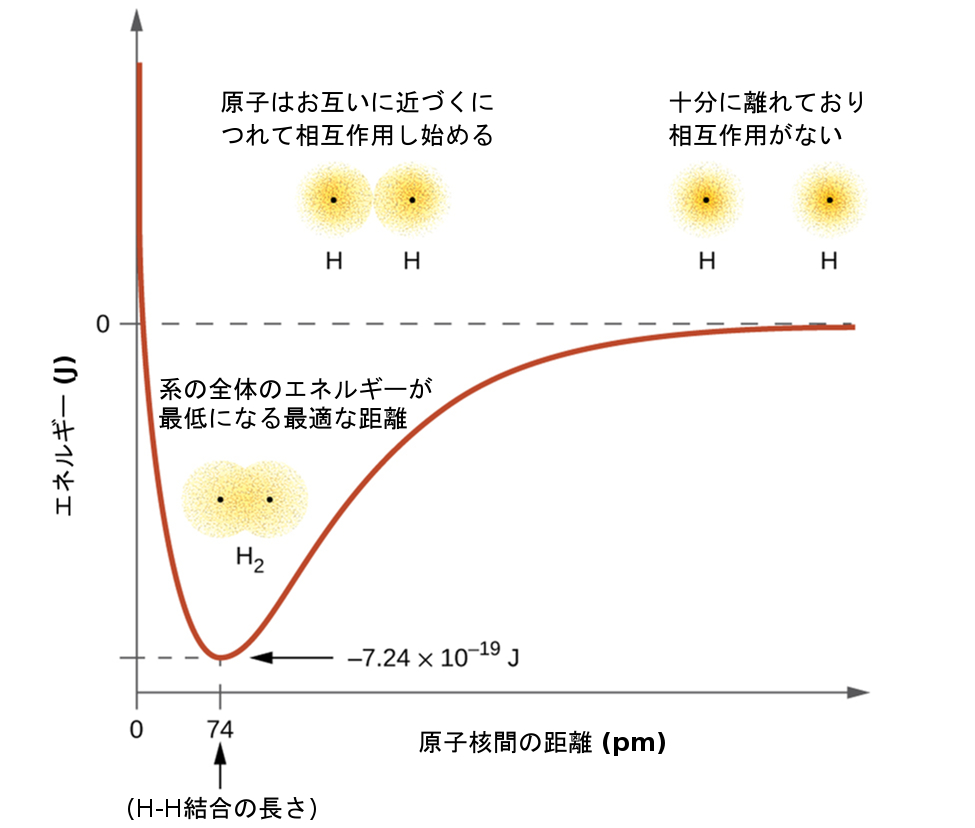 原子はお互いに近づくに
つれて相互作用し始める
十分に離れており
相互作用がない
H H
H H
0
エネルギー (J)
系の全体のエネルギーが
最低になる最適な距離
H₂
–7.24 × 10⁻¹⁹ J
0 74
原子核間の距離 (pm)
(H-H結合の長さ)